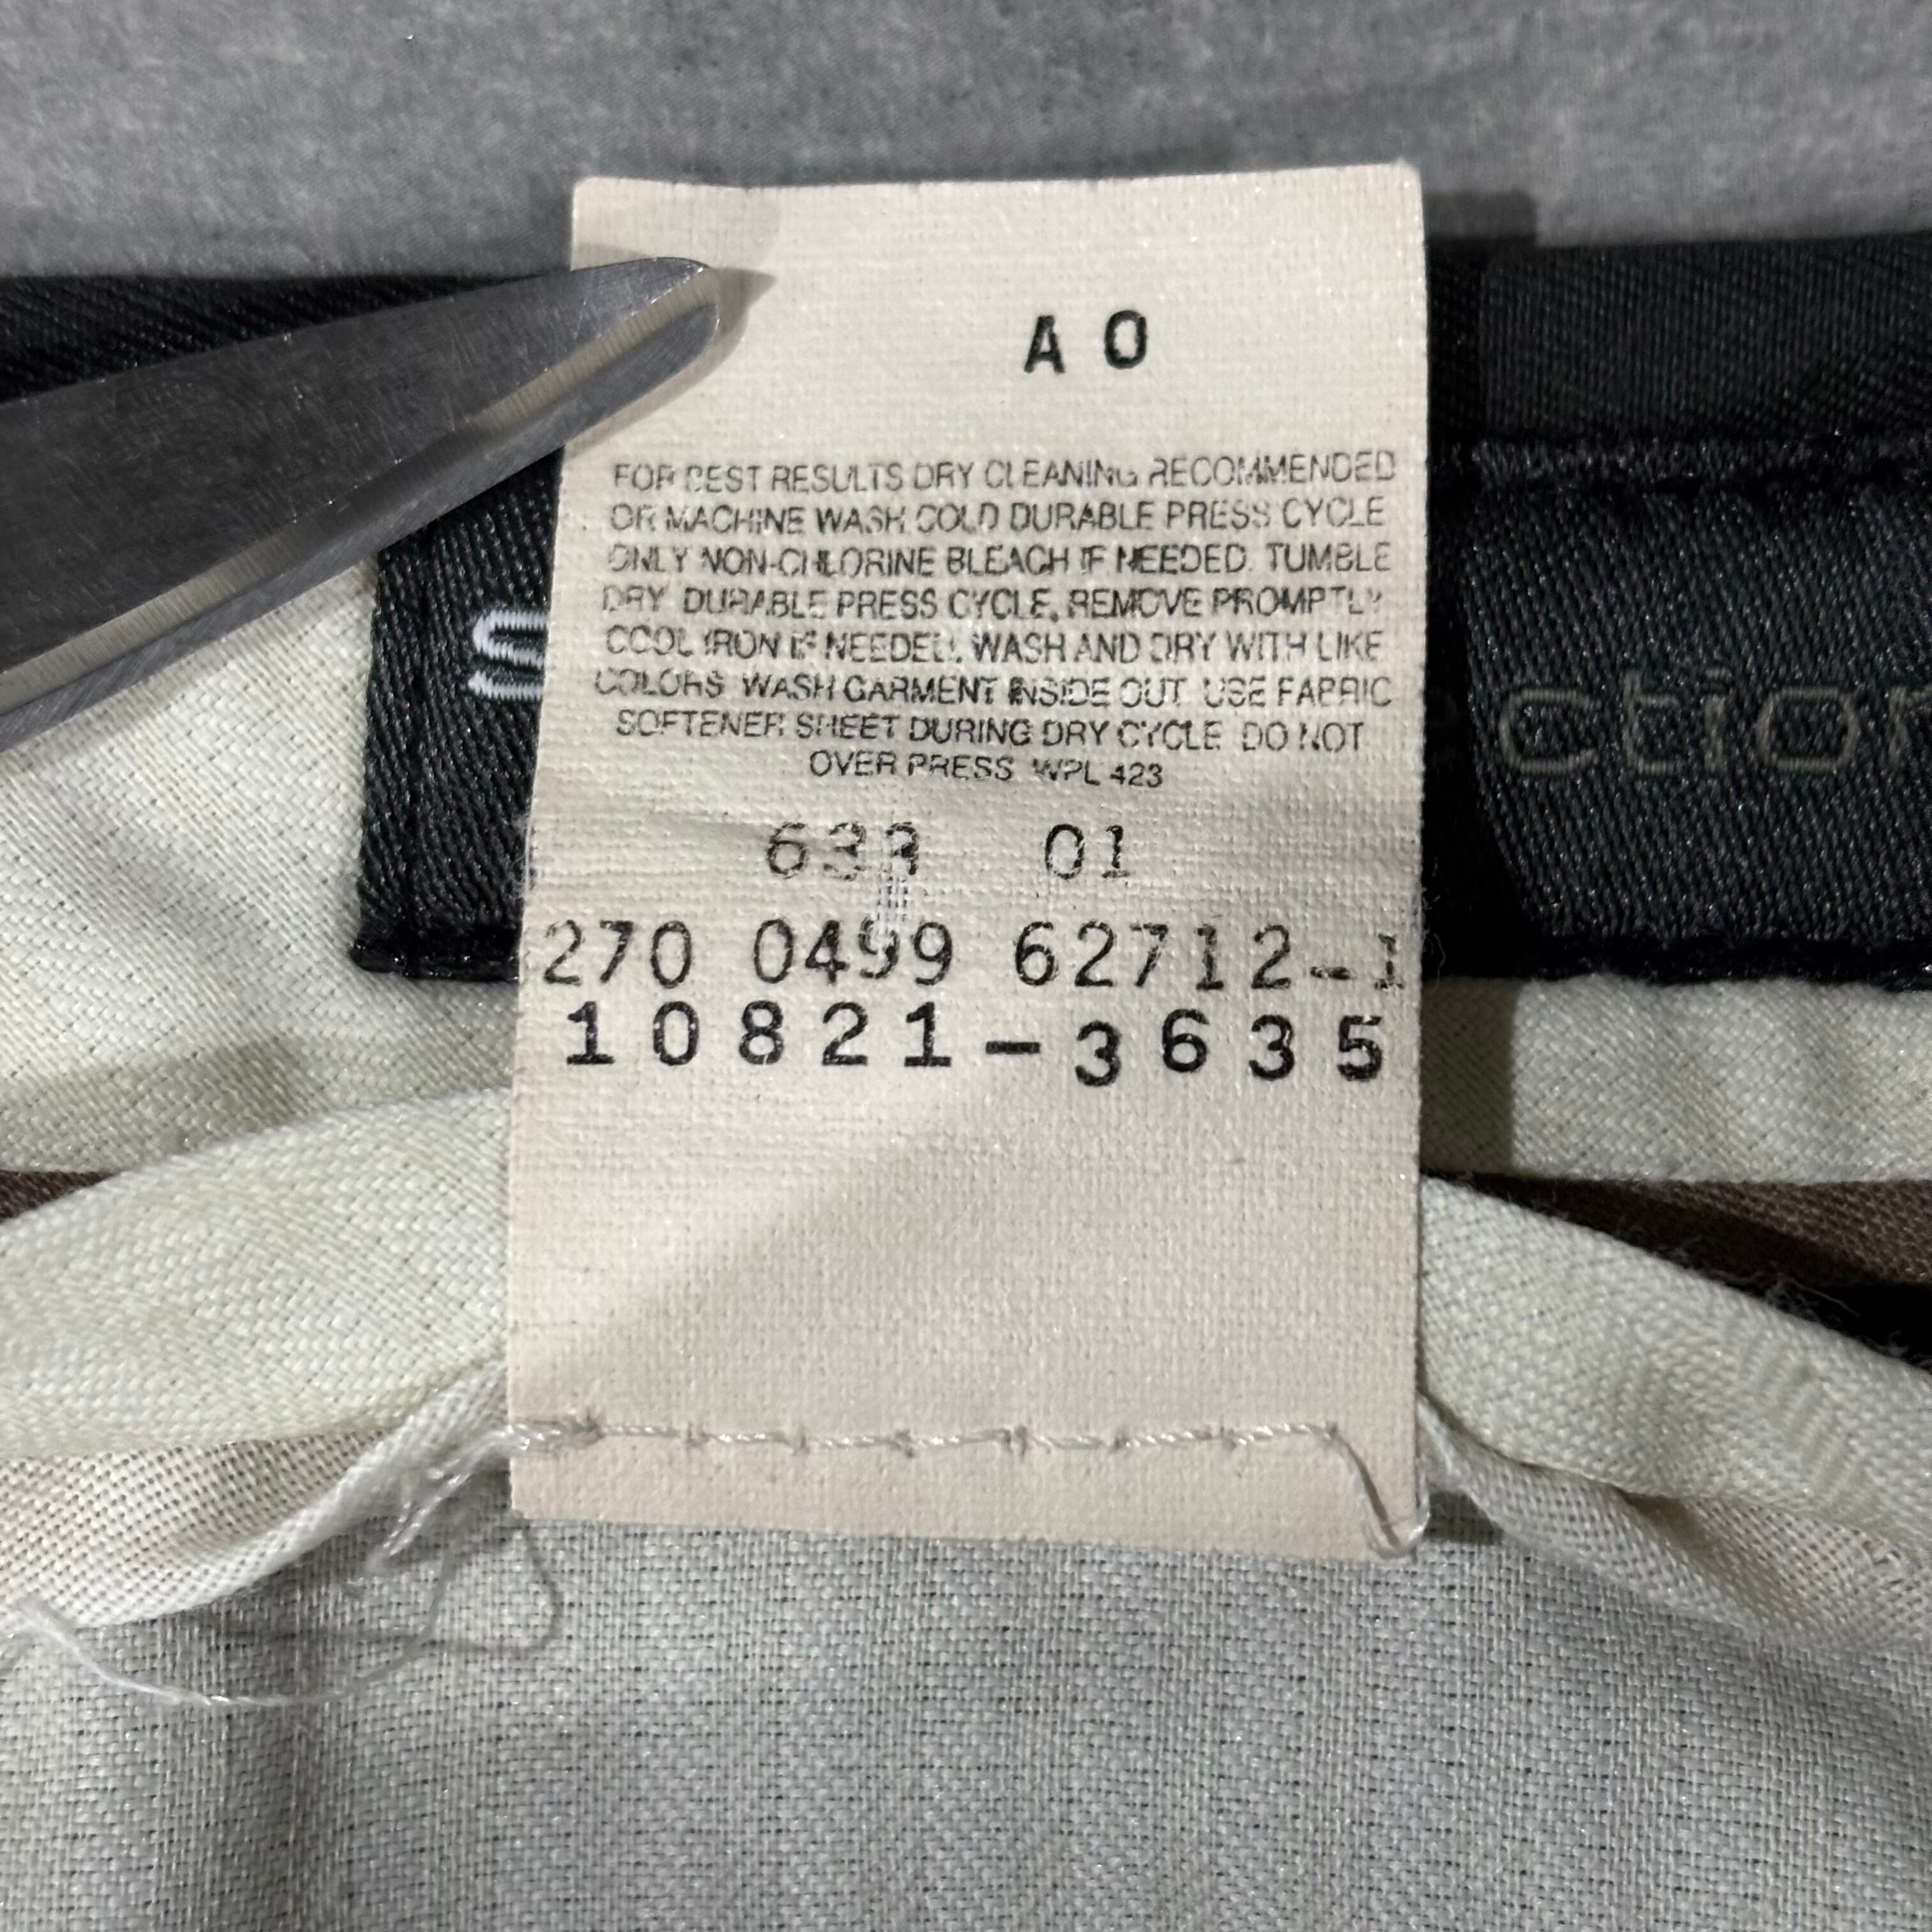 A O
FOR BEST RESULTS DRY CLEANING RECOMMENDED
OR MACHINE WASH COLD DURABLE PRESS CYCLE
ONLY NON-CHLORINE BLEACH IF NEEDED. TUMBLE
DRY DURABLE PRESS CYCLE, REMOVE PROMPTLY
COOL IRON IF NEEDED. WASH AND DRY WITH LIKE
COLORS WASH GARMENT INSIDE OUT USE FABRIC
SOFTENER SHEET DURING DRY CYCLE DO NOT
OVER PRESS WPL 423
633 01
270 0499 62712-1
10821-3635
S
ction